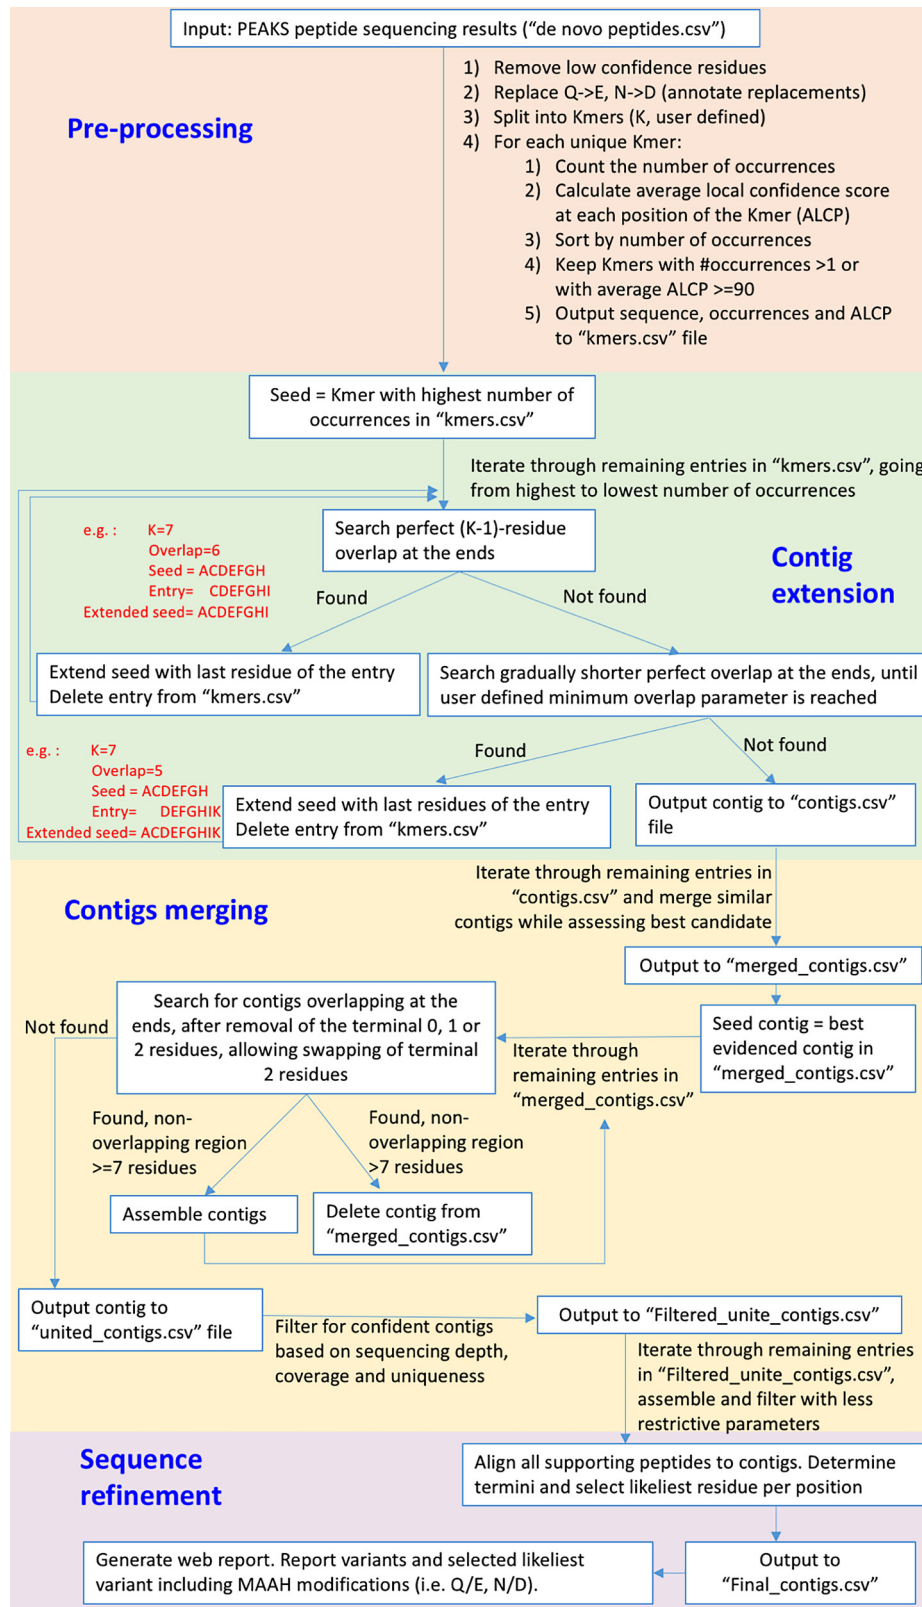 Input: PEAKS peptide sequencing results (“de novo peptides.csv”)
Pre-processing
1) Remove low confidence residues
2) Replace Q->E, N->D (annotate replacements)
3) Split into Kmers (K, user defined)
4) For each unique Kmer:
1) Count the number of occurrences
2) Calculate average local confidence score
at each position of the Kmer (ALCP)
3) Sort by number of occurrences
4) Keep Kmers with #occurrences >1 or
with average ALCP >=90
5) Output sequence, occurrences and ALCP
to “kmers.csv” file
Seed = Kmer with highest number of
occurrences in “kmers.csv”
Iterate through remaining entries in “kmers.csv”, going
from highest to lowest number of occurrences
Search perfect (K-1)-residue
overlap at the ends
Contig
extension
e.g. : K=7
Overlap=6
Seed = ACDEFGH
Entry= CDEFGHI
Extended seed= ACDEFGHI
Found
Not found
Extend seed with last residue of the entry
Delete entry from “kmers.csv”
Search gradually shorter perfect overlap at the ends, until
user defined minimum overlap parameter is reached
e.g. : K=7
Overlap=5
Seed = ACDEFGH
Entry= DEFGHIK
Extended seed= ACDEFGHIK
Found
Not found
Extend seed with last residues of the entry
Delete entry from “kmers.csv”
Output contig to “contigs.csv”
file
Contigs merging
Iterate through remaining entries in
“contigs.csv” and merge similar
contigs while assessing best candidate
Output to “merged_contigs.csv”
Seed contig = best
evidenced contig in
“merged_contigs.csv”
Search for contigs overlapping at the
ends, after removal of the terminal 0, 1 or
2 residues, allowing swapping of terminal
2 residues
Not found
Iterate through
remaining entries in
“merged_contigs.csv”
Found, non-
overlapping region
>=7 residues
Found, non-
overlapping region
>7 residues
Assemble contigs
Delete contig from
“merged_contigs.csv”
Output contig to
“united_contigs.csv” file
Filter for confident contigs
based on sequencing depth,
coverage and uniqueness
Output to “Filtered_unite_contigs.csv”
Iterate through remaining entries
in “Filtered_unite_contigs.csv”,
assemble and filter with less
restrictive parameters
Sequence
refinement
Align all supporting peptides to contigs. Determine
termini and select likeliest residue per position
Output to
“Final_contigs.csv”
Generate web report. Report variants and selected likeliest
variant including MAAH modifications (i.e. Q/E, N/D).